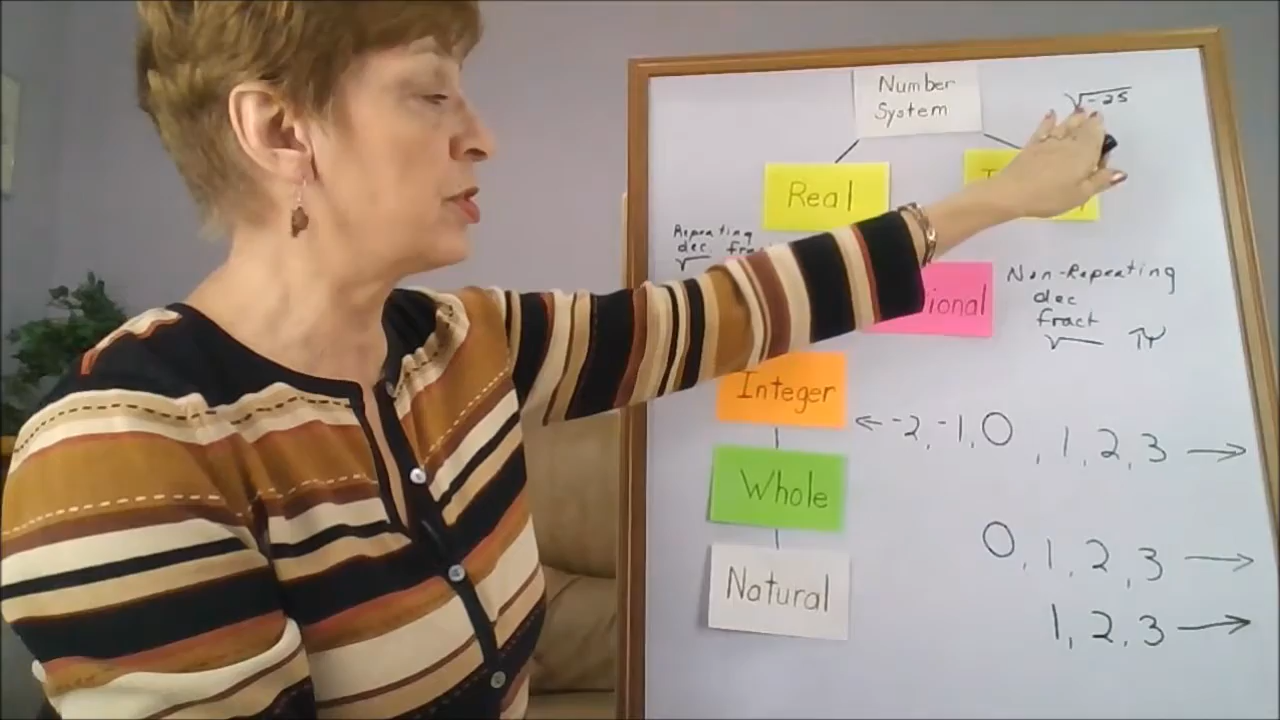 Number
System
√-25
Real
Repeating
dec.
√
Non-Repeating
dec
fract
√ π
Integer
← -2, -1, 0, 1, 2, 3 →
Whole
0, 1, 2, 3 →
Natural
1, 2, 3 →